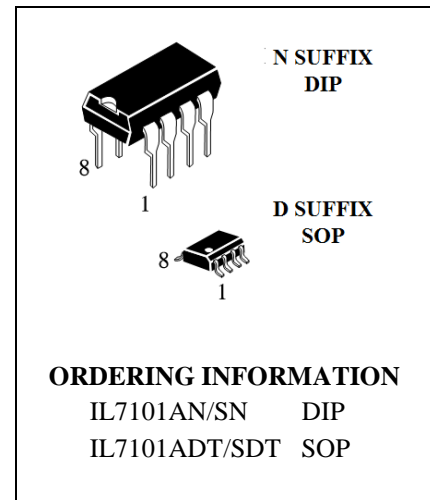 N SUFFIX
DIP
8
1
D SUFFIX
SOP
8
1
ORDERING INFORMATION
IL7101AN/SN DIP
IL7101ADT/SDT SOP